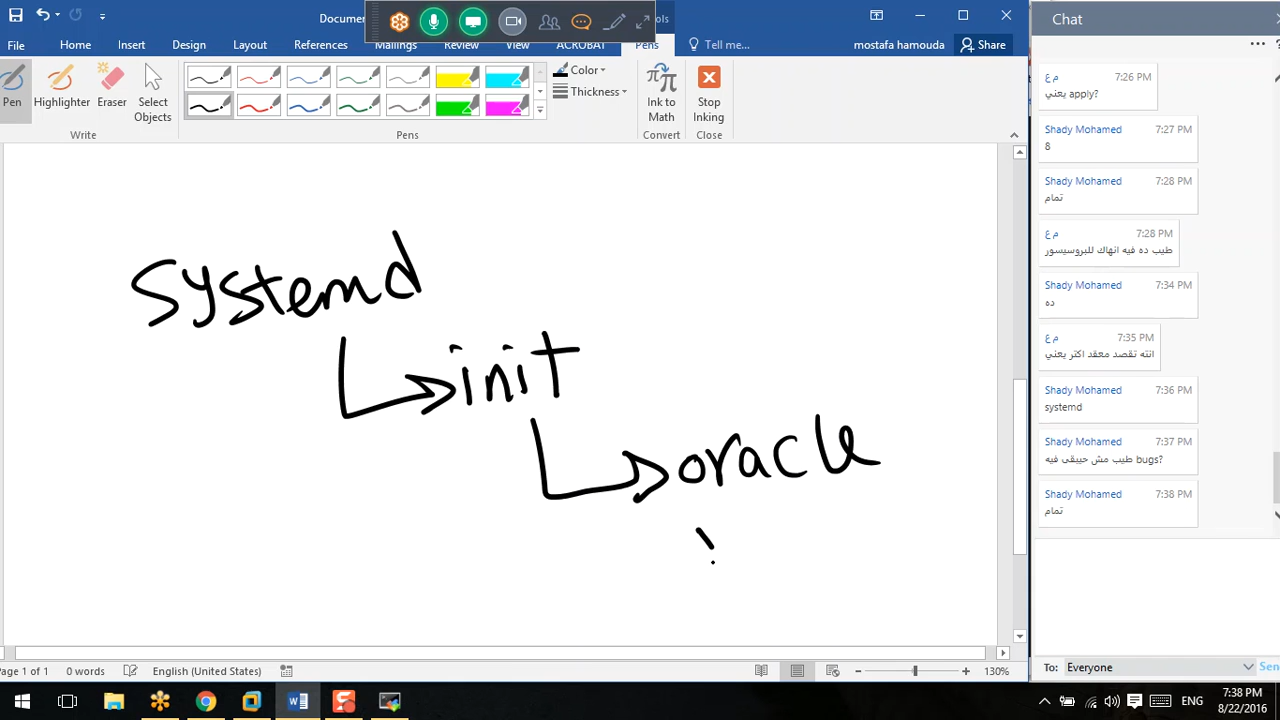 Docume
ols
File
Home
Insert
Design
Layout
References
Mailings
Review
View
ACROBAT
Pens
Tell me...
mostafa hamouda
Share
Pen
Highlighter
Eraser
Select Objects
Color
Thickness
Ink to Math
Stop Inking
Write
Pens
Convert
Close
systemd
init
oracle
Chat
م ع 7:26 PM
يعني apply?
Shady Mohamed 7:27 PM
8
Shady Mohamed 7:28 PM
تمام
م ع 7:28 PM
طيب ده فيه انهاك للبروسيسور
Shady Mohamed 7:34 PM
ده
م ع 7:35 PM
انته تقصد معقد اكتر يعني
Shady Mohamed 7:36 PM
systemd
Shady Mohamed 7:37 PM
طيب مش حيبقى فيه bugs?
Shady Mohamed 7:38 PM
تمام
To: Everyone
Sen
Page 1 of 1
0 words
English (United States)
130%
ENG
7:38 PM
8/22/2016